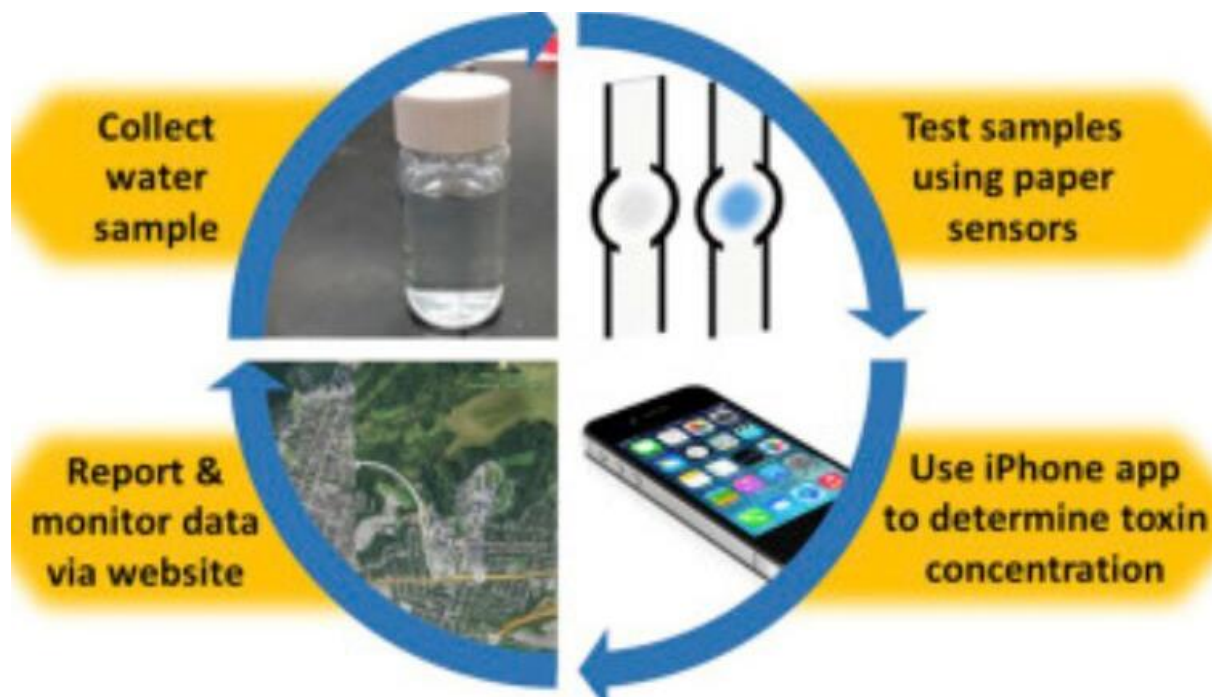 Collect
water
sample
Test samples
using paper
sensors
Use iPhone app
to determine toxin
concentration
Report &
monitor data
via website